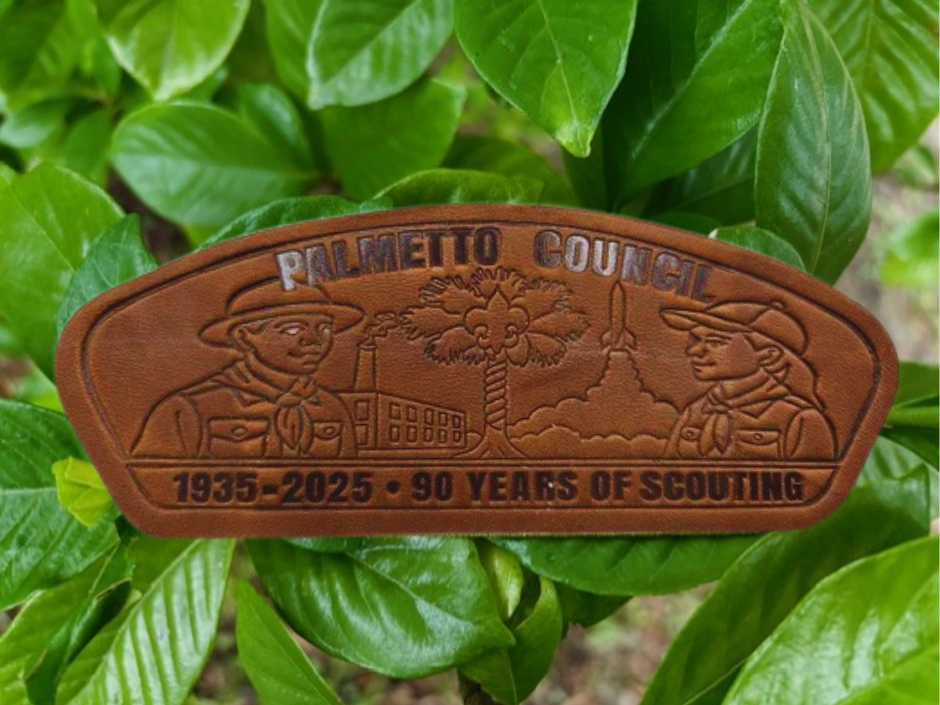 PALMETTO COUNCIL
1935-2025 • 90 YEARS OF SCOUTING